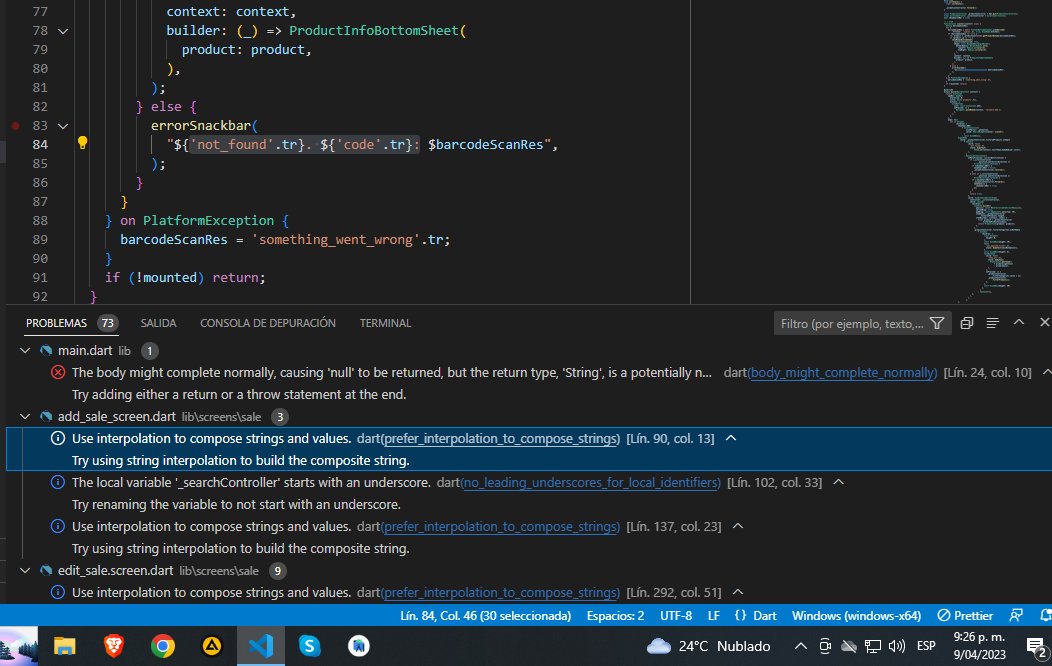 77 context: context,
78 builder: (_) => ProductInfoBottomSheet(
79 product: product,
80 ),
81 );
82 } else {
83 errorSnackbar(
84 "${'not_found'.tr}. ${'code'.tr}: $barcodeScanRes",
85 );
86 }
87 }
88 } on PlatformException {
89 barcodeScanRes = 'something_went_wrong'.tr;
90 }
91 if (!mounted) return;
92 }
PROBLEMAS 73 SALIDA CONSOLA DE DEPURACIÓN TERMINAL Filtro (por ejemplo, texto,...
main.dart lib 1
The body might complete normally, causing 'null' to be returned, but the return type, 'String', is a potentially n... dart(body_might_complete_normally) [Lín. 24, col. 10]
Try adding either a return or a throw statement at the end.
add_sale_screen.dart lib\screens\sale 3
Use interpolation to compose strings and values. dart(prefer_interpolation_to_compose_strings) [Lín. 90, col. 13]
Try using string interpolation to build the composite string.
The local variable '_searchController' starts with an underscore. dart(no_leading_underscores_for_local_identifiers) [Lín. 102, col. 33]
Try renaming the variable to not start with an underscore.
Use interpolation to compose strings and values. dart(prefer_interpolation_to_compose_strings) [Lín. 137, col. 23]
Try using string interpolation to build the composite string.
edit_sale.screen.dart lib\screens\sale 9
Use interpolation to compose strings and values. dart(prefer_interpolation_to_compose_strings) [Lín. 292, col. 51]
Lín. 84, Col. 46 (30 seleccionada) Espacios: 2 UTF-8 LF {} Dart Windows (windows-x64) Prettier
24°C Nublado ESP 9:26 p. m.
9/04/2023 2